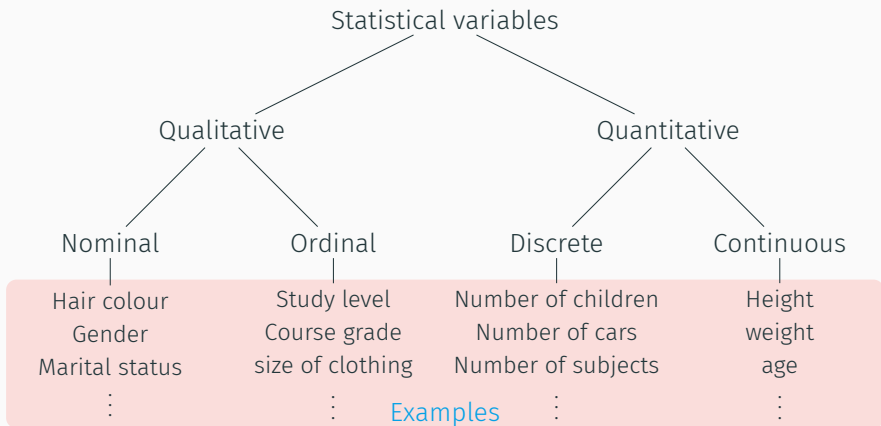 Statistical variables
Qualitative Quantitative
Nominal Ordinal Discrete Continuous
Hair colour Study level Number of children Height
Gender Course grade Number of cars weight
Marital status size of clothing Number of subjects age
⋮ ⋮ ⋮ ⋮
Examples